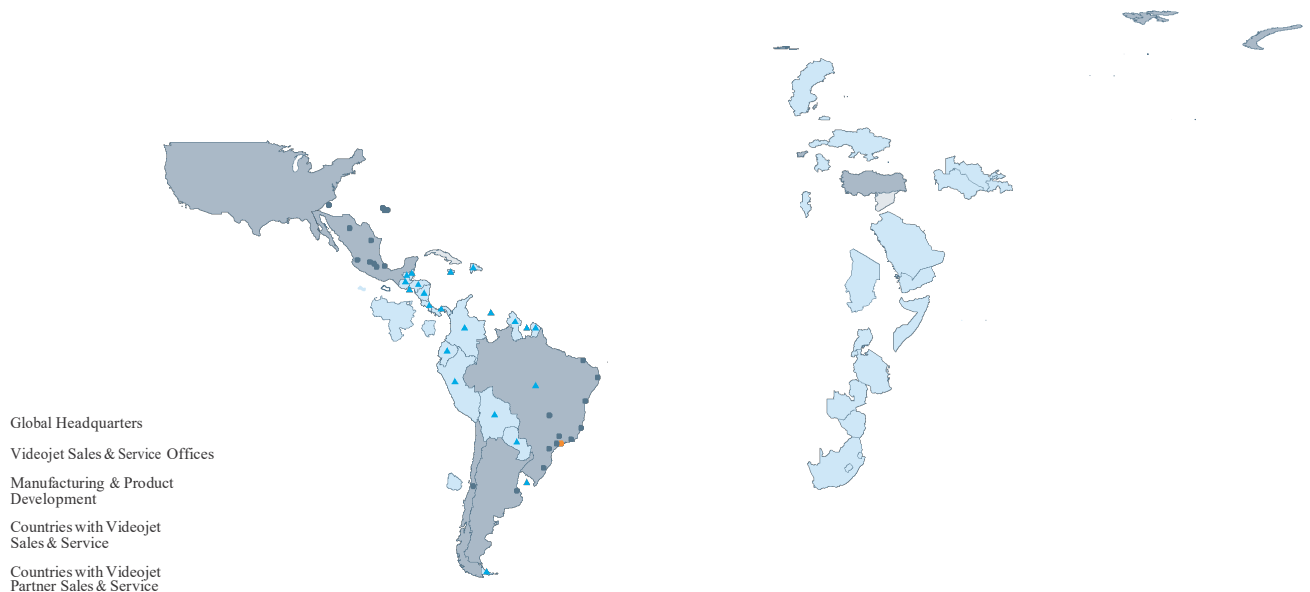 Global Headquarters
Videojet Sales & Service Offices
Manufacturing & Product
Development
Countries with Videojet
Sales & Service
Countries with Videojet
Partner Sales & Service